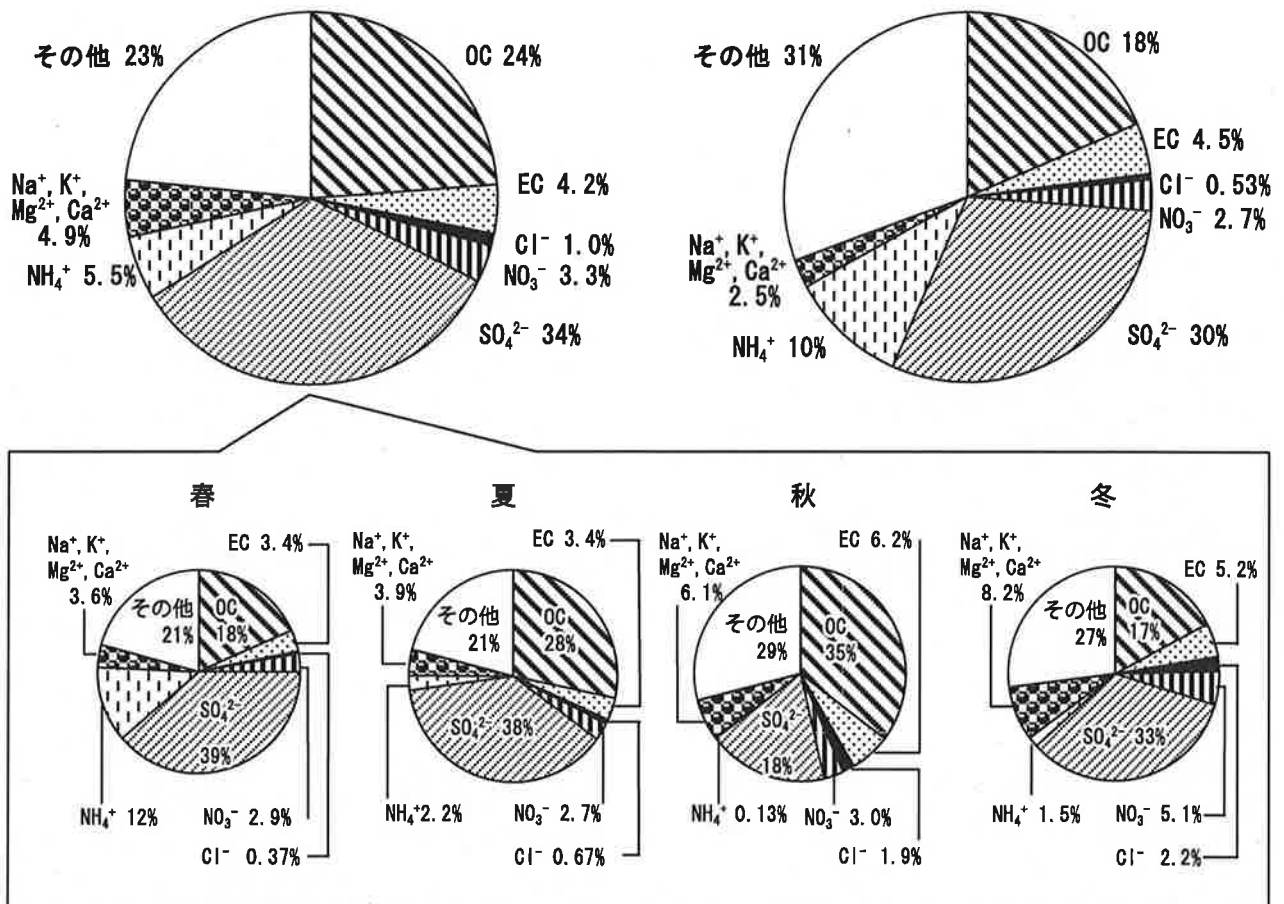 その他 23%
OC 24%
EC 4.2%
Cl⁻ 1.0%
NO₃⁻ 3.3%
SO₄²⁻ 34%
NH₄⁺ 5.5%
Na⁺, K⁺,
Mg²⁺, Ca²⁺
4.9%
その他 31%
OC 18%
EC 4.5%
Cl⁻ 0.53%
NO₃⁻ 2.7%
SO₄²⁻ 30%
NH₄⁺ 10%
Na⁺, K⁺,
Mg²⁺, Ca²⁺
2.5%
春
Na⁺, K⁺,
Mg²⁺, Ca²⁺
3.6%
EC 3.4%
その他
21%
OC
18%
SO₄²⁻
39%
NH₄⁺ 12%
NO₃⁻ 2.9%
Cl⁻ 0.37%
夏
Na⁺, K⁺,
Mg²⁺, Ca²⁺
3.9%
EC 3.4%
その他
21%
OC
28%
SO₄²⁻ 38%
NH₄⁺2.2%
NO₃⁻ 2.7%
Cl⁻ 0.67%
秋
Na⁺, K⁺,
Mg²⁺, Ca²⁺
6.1%
EC 6.2%
その他
29%
OC
35%
SO₄²⁻
18%
NH₄⁺ 0.13%
NO₃⁻ 3.0%
Cl⁻ 1.9%
冬
Na⁺, K⁺,
Mg²⁺, Ca²⁺
8.2%
EC 5.2%
その他
27%
OC
17%
SO₄²⁻ 33%
NH₄⁺ 1.5%
NO₃⁻ 5.1%
Cl⁻ 2.2%